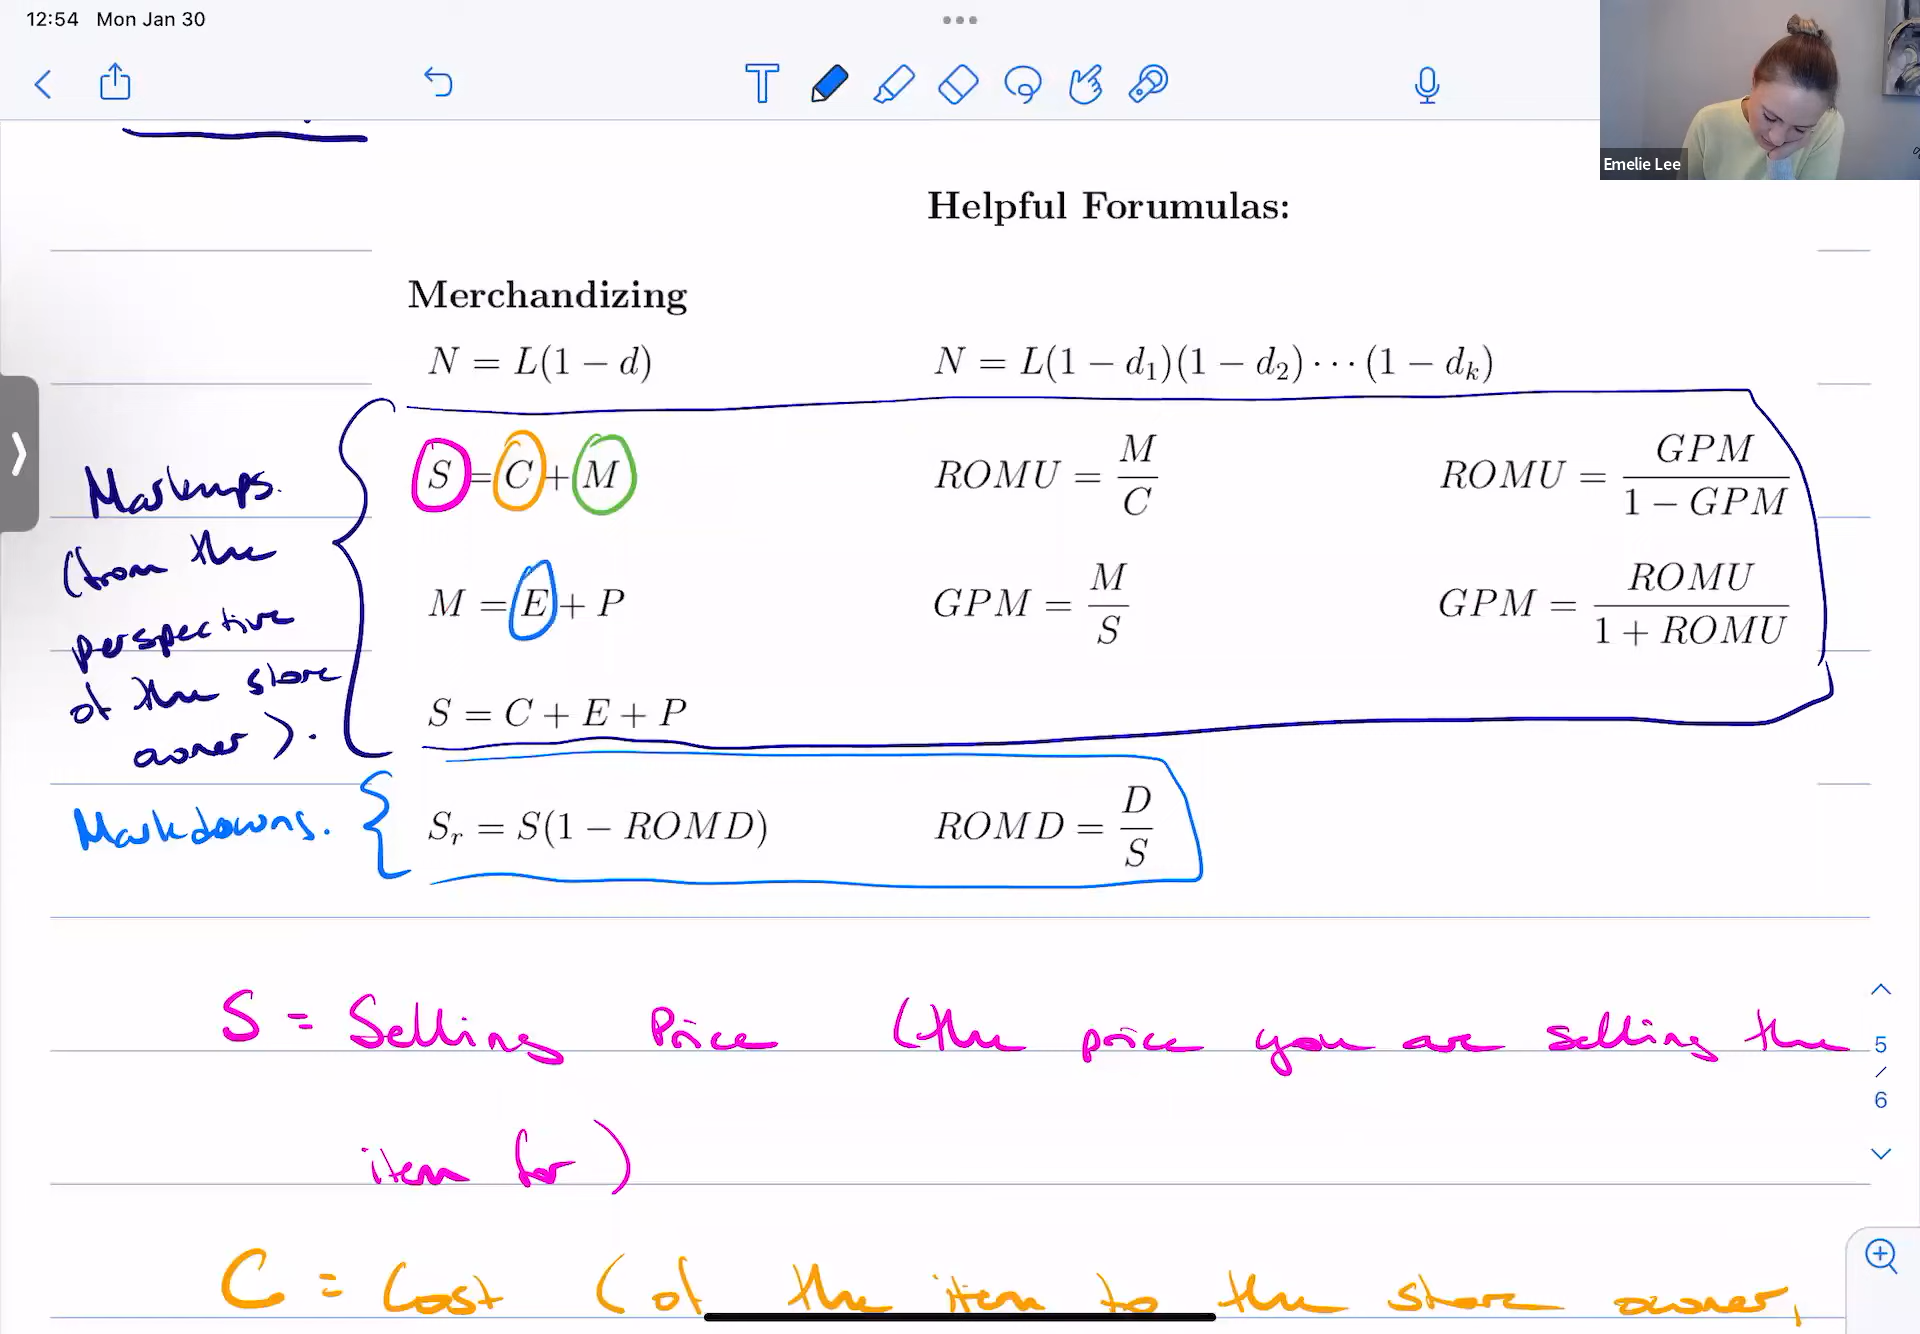 12:54 Mon Jan 30
Emelie Lee
Helpful Forumulas:
Merchandizing
N = L(1 − d)
N = L(1 − d₁)(1 − d₂) ··· (1 − dₖ)
Markups.
(from the
perspective
of the store
owner).
S = C + M
ROMU = M/C
ROMU = GPM/(1 − GPM)
M = E + P
GPM = M/S
GPM = ROMU/(1 + ROMU)
S = C + E + P
Markdowns.
Sᵣ = S(1 − ROMD)
ROMD = D/S
S = Selling Price (the price you are selling the
item for)
5
/
6
C = Cost (of the item to the store owner,